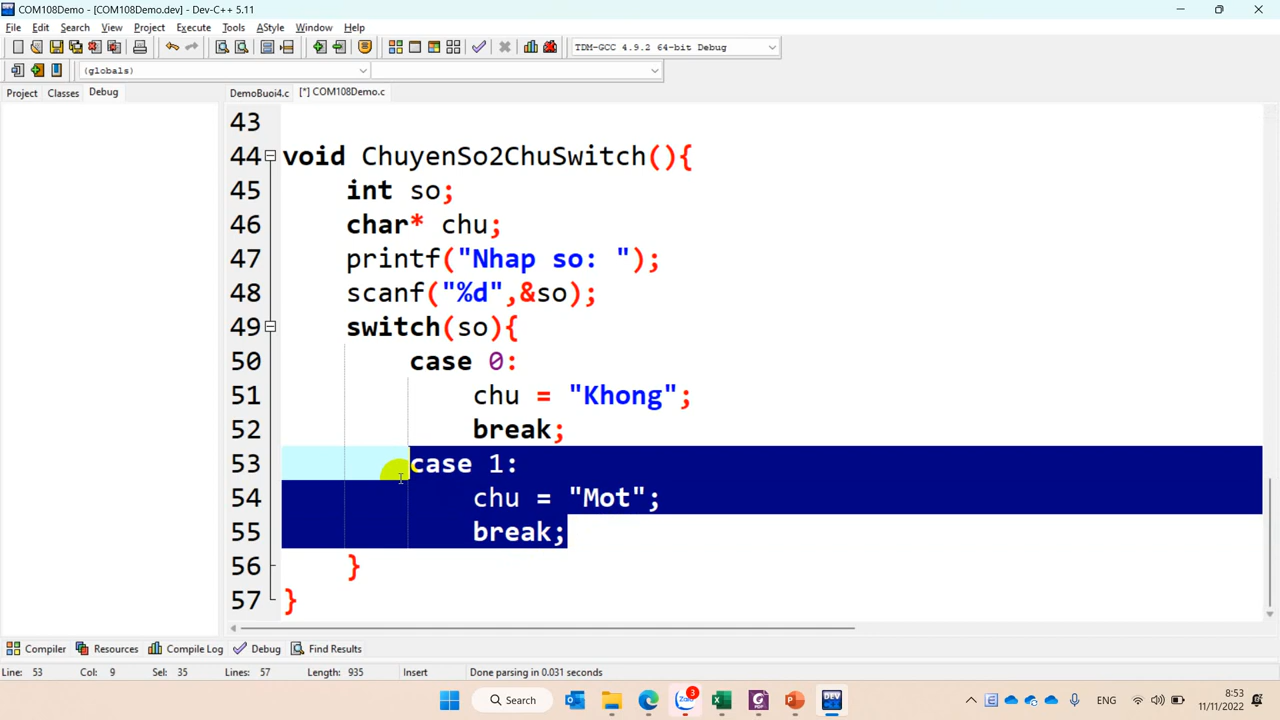 COM108Demo - [COM108Demo.dev] - Dev-C++ 5.11
File Edit Search View Project Execute Tools AStyle Window Help
TDM-GCC 4.9.2 64-bit Debug
(globals)
Project Classes Debug
DemoBuoi4.c [*] COM108Demo.c
43
44 void ChuyenSo2ChuSwitch(){
45 int so;
46 char* chu;
47 printf("Nhap so: ");
48 scanf("%d",&so);
49 switch(so){
50 case 0:
51 chu = "Khong";
52 break;
53 case 1:
54 chu = "Mot";
55 break;
56 }
57 }
Compiler Resources Compile Log Debug Find Results
Line: 53 Col: 9 Sel: 35 Lines: 57 Length: 935 Insert Done parsing in 0.031 seconds
Search Zalo 3 DEV ENG 8:53
11/11/2022